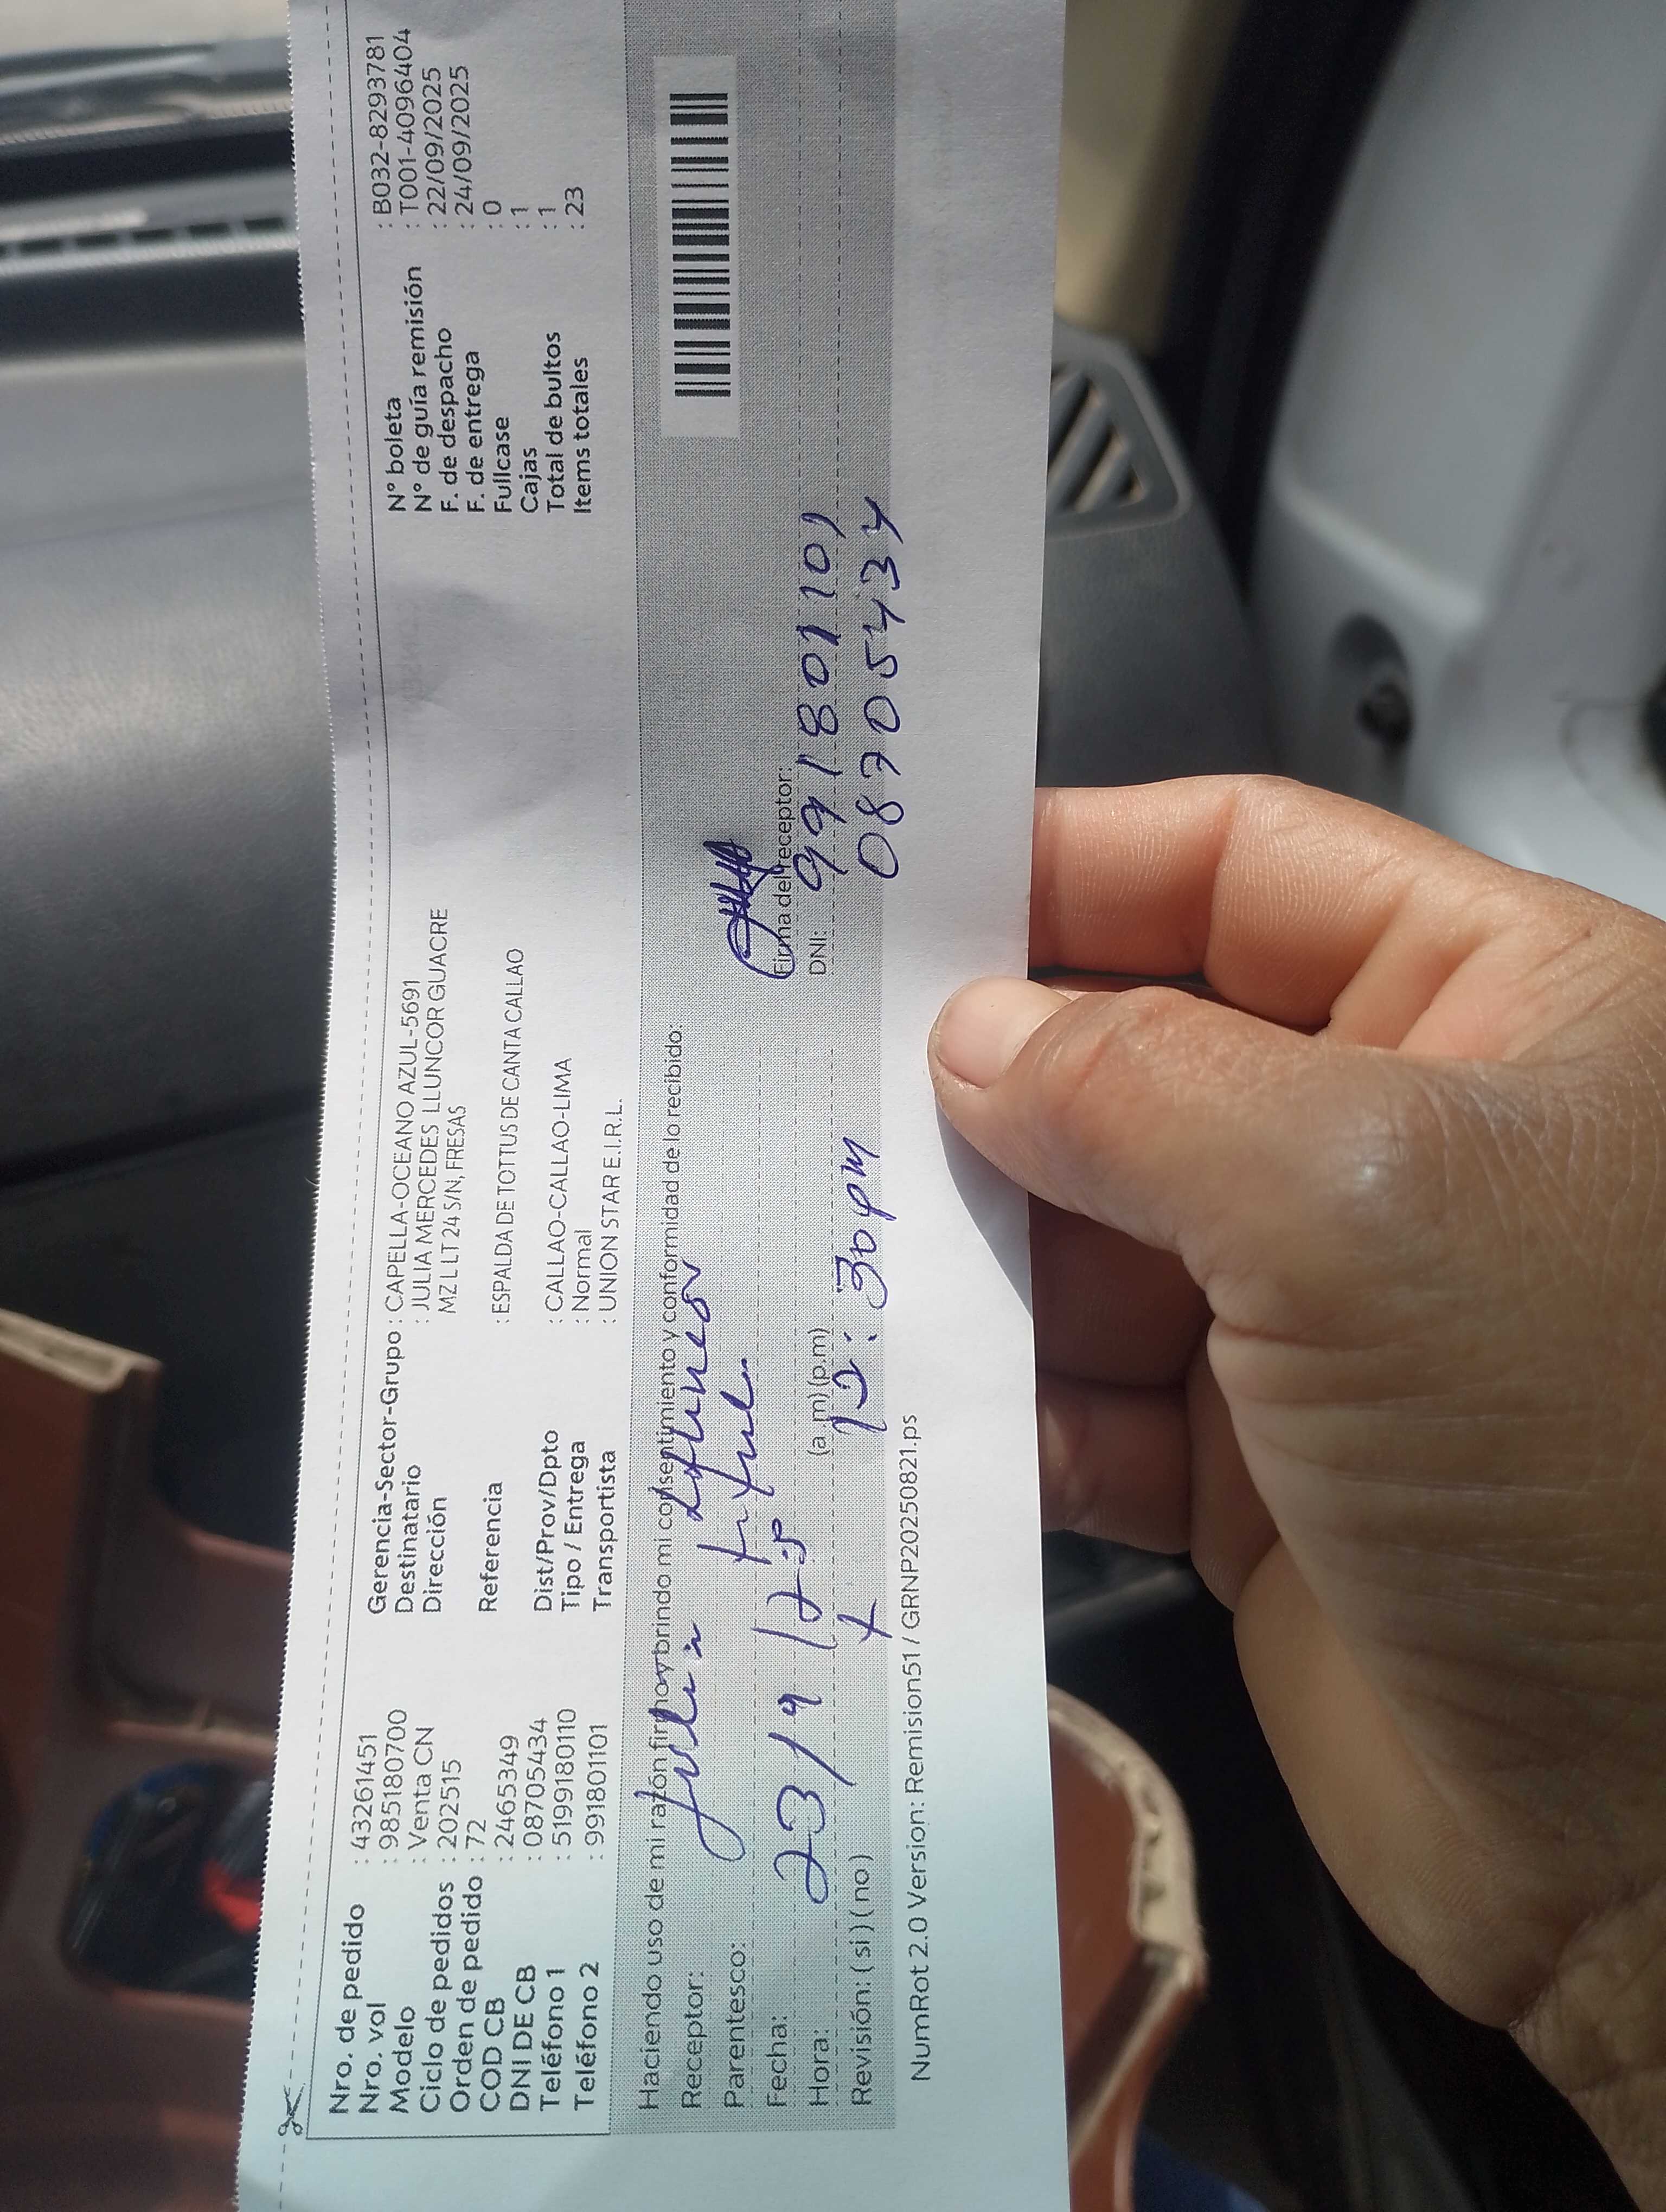 Nro. de pedido : 43261451
Nro. vol : 985180700
Modelo : Venta CN
Ciclo de pedidos : 202515
Orden de pedido : 72
COD CB : 2465349
DNI DE CB : 08705434
Teléfono 1 : 5199180110
Teléfono 2 : 991801101
Gerencia-Sector-Grupo : CAPELLA-OCEANO AZUL-5691
Destinatario : JULIA MERCEDES LLUNCOR GUACRE
Dirección MZ L LT 24 S/N, FRESAS
Referencia : ESPALDA DE TOTTUS DE CANTA CALLAO
Dist/Prov/Dpto : CALLAO-CALLAO-LIMA
Tipo / Entrega : Normal
Transportista : UNION STAR E.I.R.L.
N° boleta : B032-8293781
N° de guía remisión : T001-4096404
F. de despacho : 22/09/2025
F. de entrega : 24/09/2025
Fullcase : 0
Cajas : 1
Total de bultos : 1
Items totales : 23
Haciendo uso de mi razón firmo y brindo mi consentimiento y conformidad de lo recibido:
Receptor: Julia
Parentesco:
Fecha: 23/9/25
Hora: (a m) (p.m) 12:30pm
Revisión: ( si ) ( no )
Firma del receptor:
DNI: 991801101
08705434
NumRot 2.0 Version: Remision51 / GRNP20250821.ps